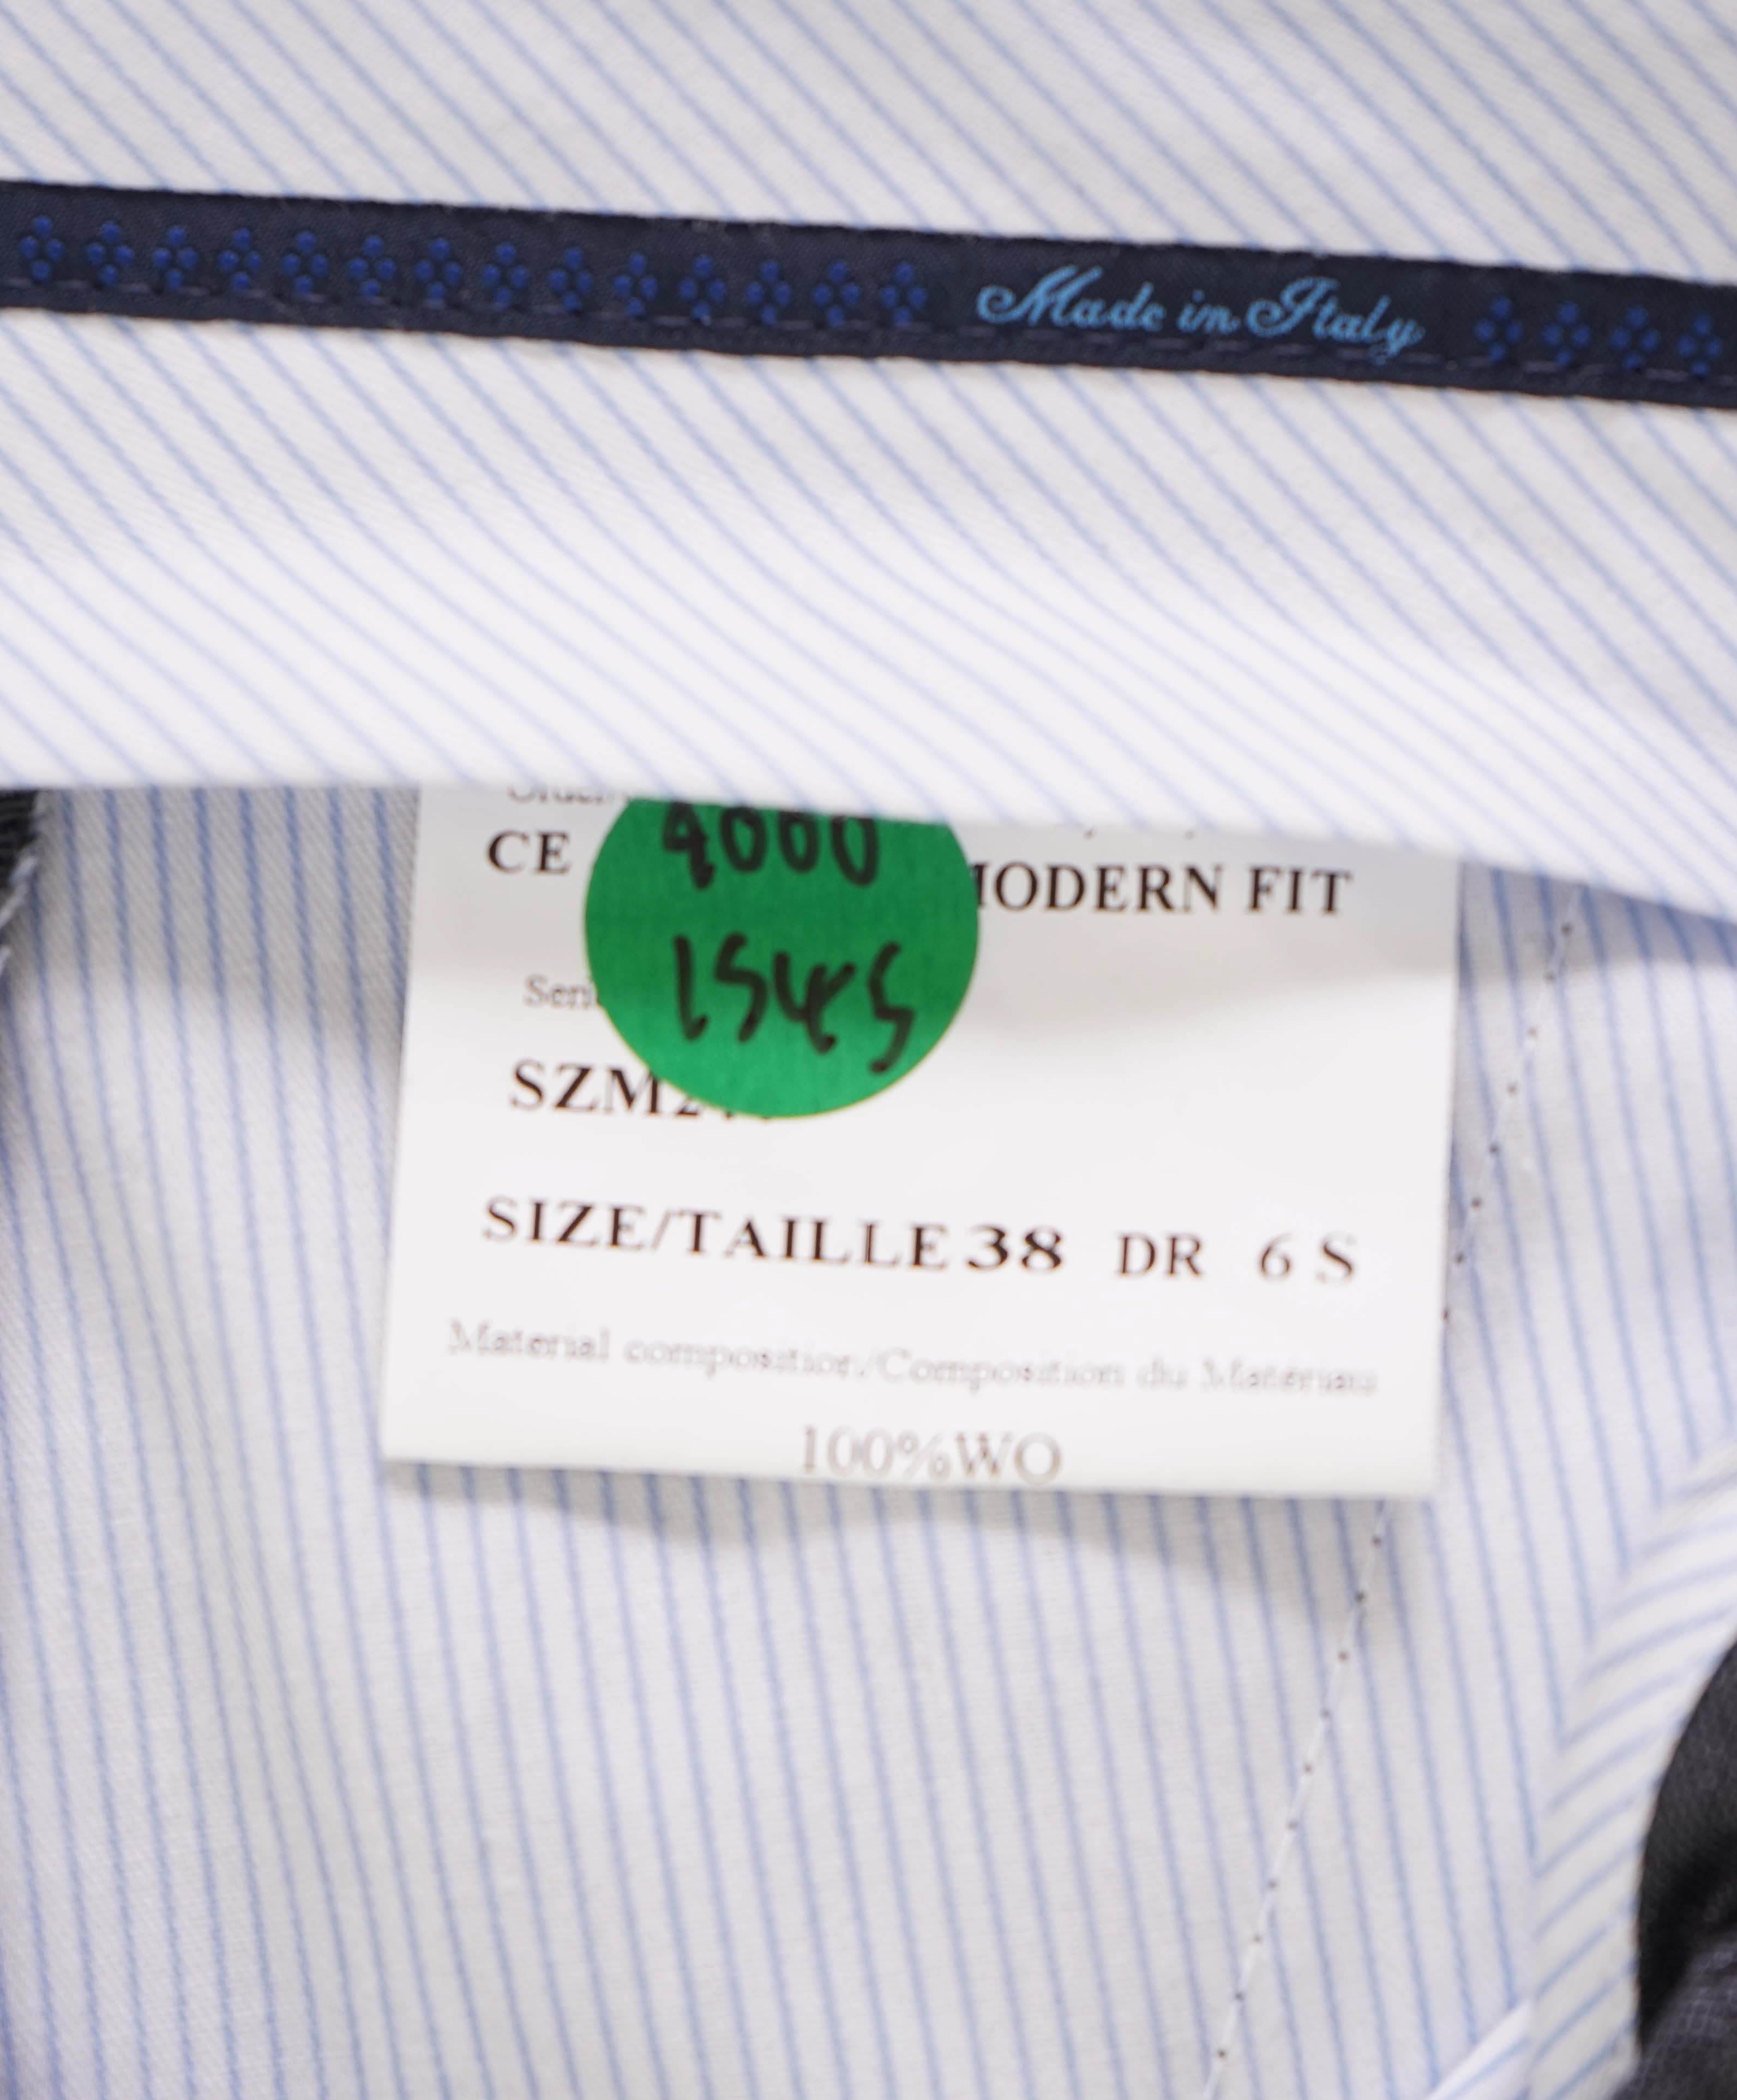 Made in Italy
4000
CE MODERN FIT
1545
SIZE/TAILLE 38 DR 6 S
Material composition/Composition du Materiau
100%WO